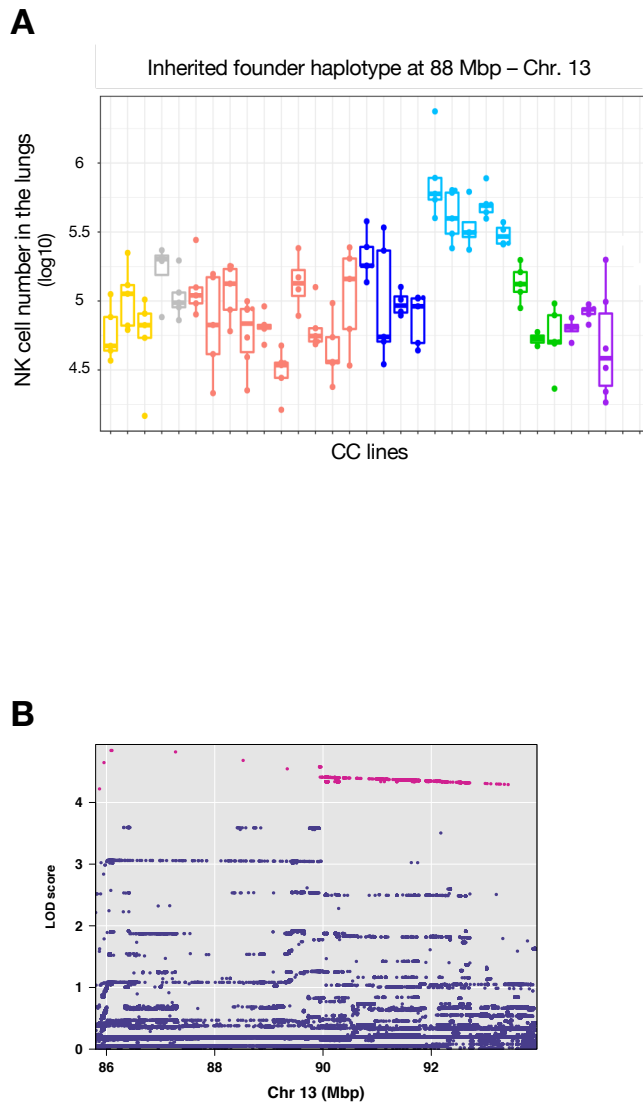 A
Inherited founder haplotype at 88 Mbp – Chr. 13
NK cell number in the lungs
(log10)
6
5.5
5
4.5
CC lines
B
LOD score
4
3
2
1
0
86
88
90
92
Chr 13 (Mbp)